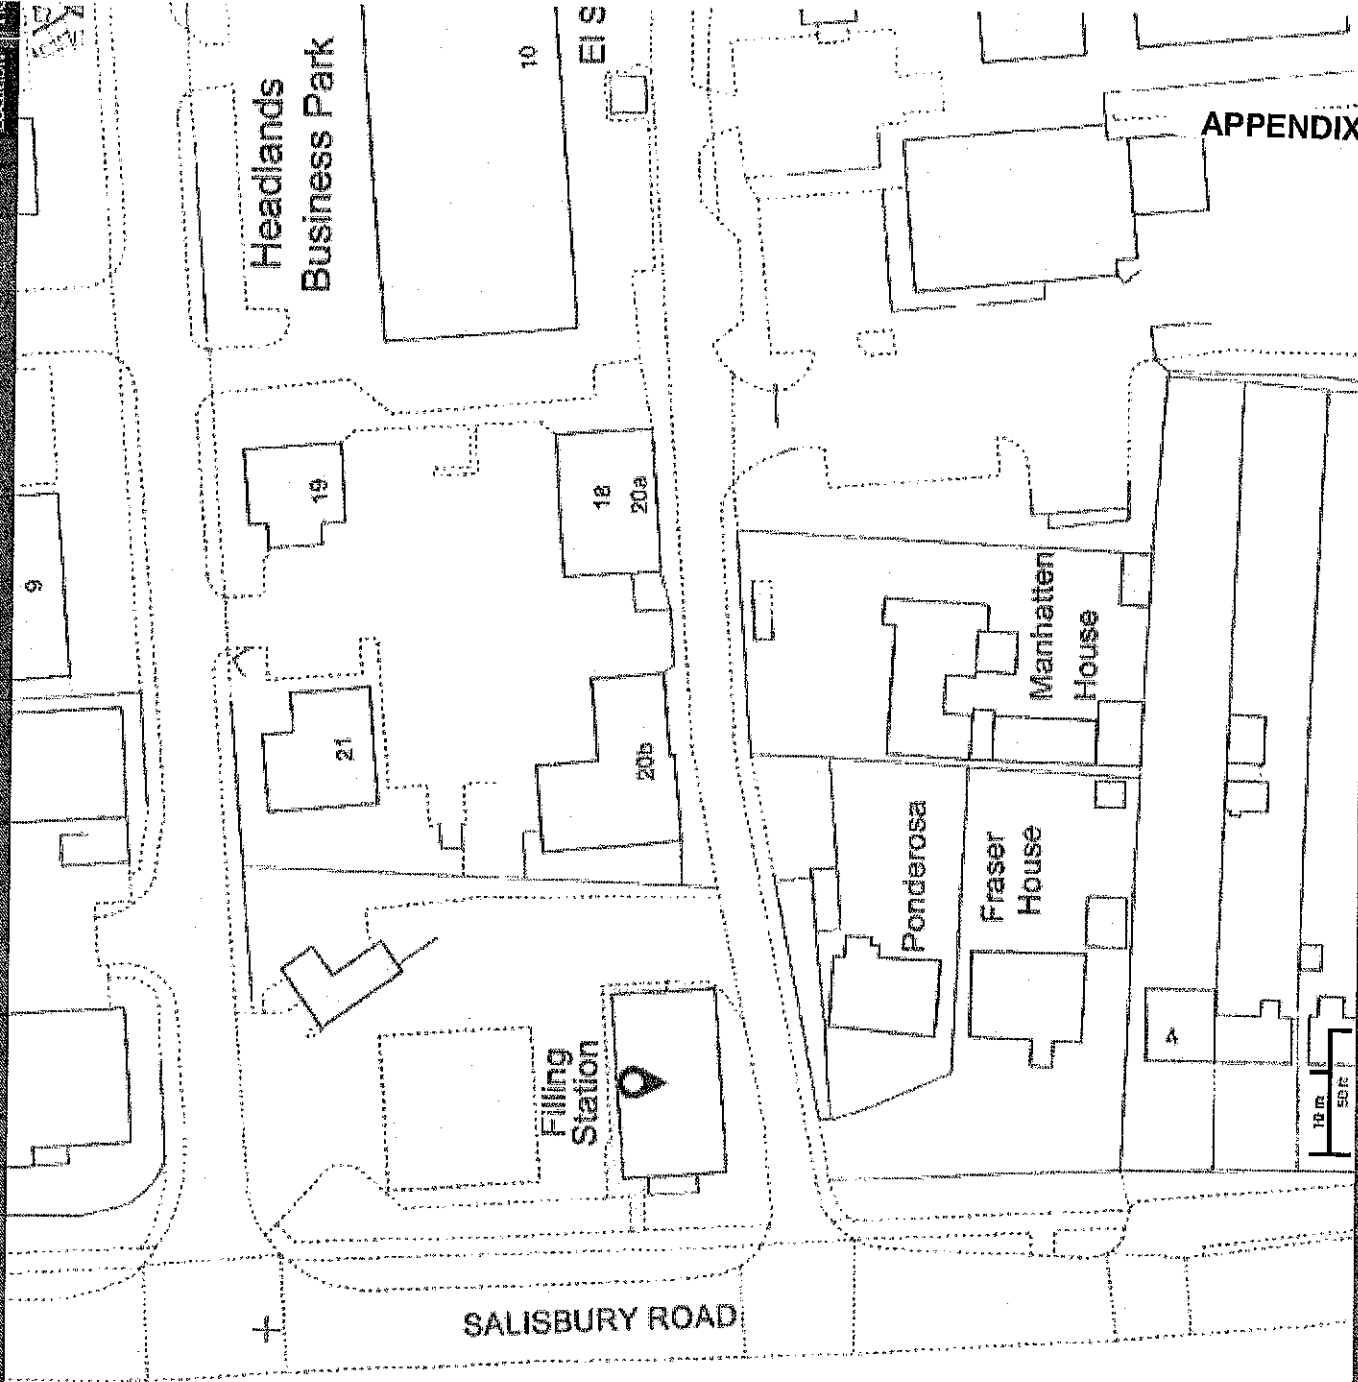 APPENDIX
Headlands
Business Park
10
El S
19
18
20a
9
21
20b
Manhatten
House
Ponderosa
Fraser
House
Filling
Station
4
10 m
50 ft
SALISBURY ROAD